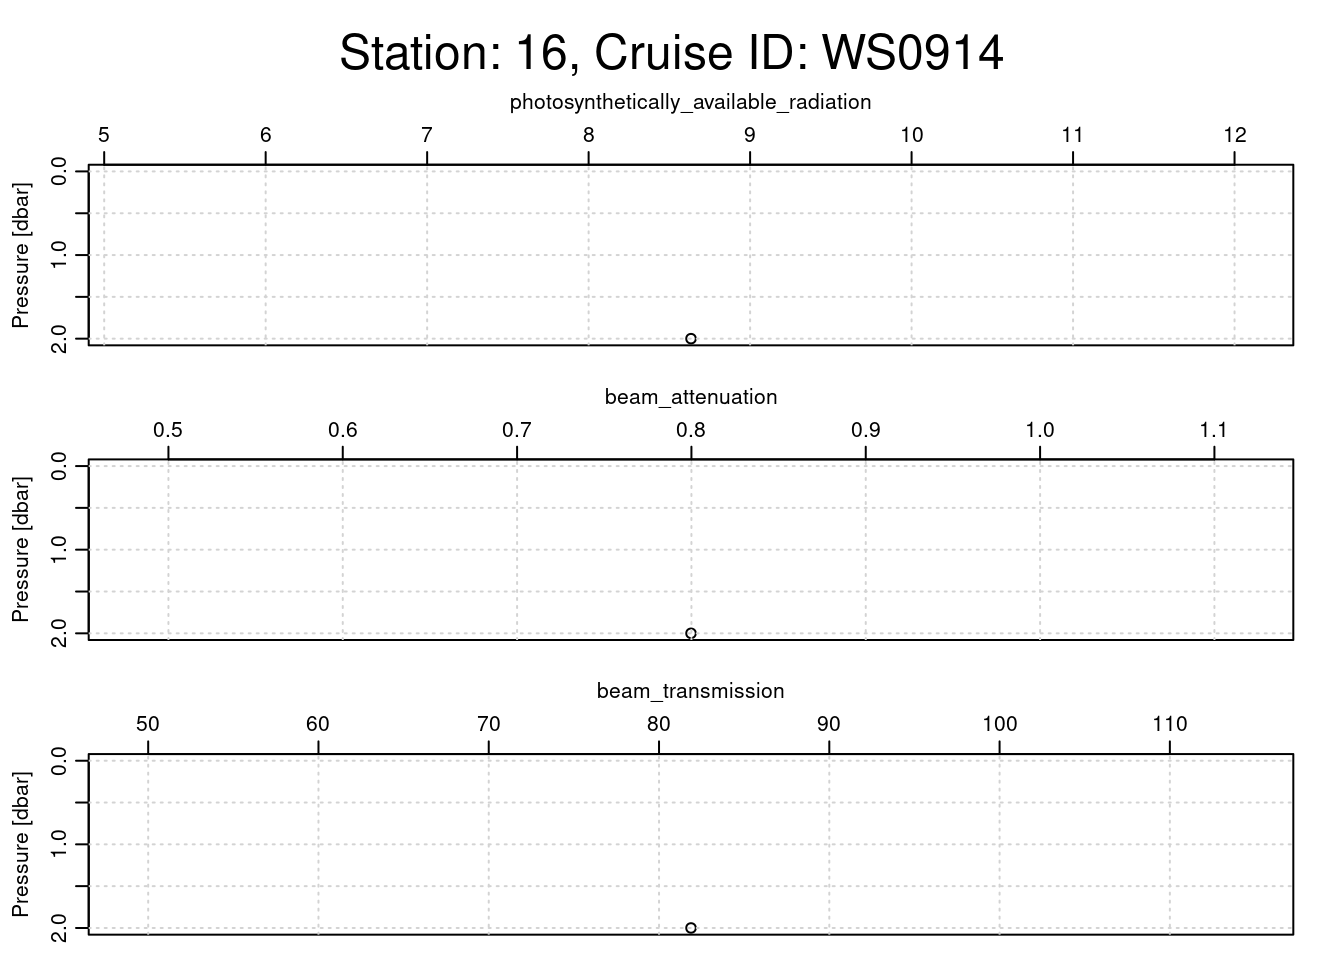 Station: 16, Cruise ID: WS0914
photosynthetically_available_radiation
5 6 7 8 9 10 11 12
Pressure [dbar]
0.0
1.0
2.0
beam_attenuation
0.5 0.6 0.7 0.8 0.9 1.0 1.1
Pressure [dbar]
0.0
1.0
2.0
beam_transmission
50 60 70 80 90 100 110
Pressure [dbar]
0.0
1.0
2.0